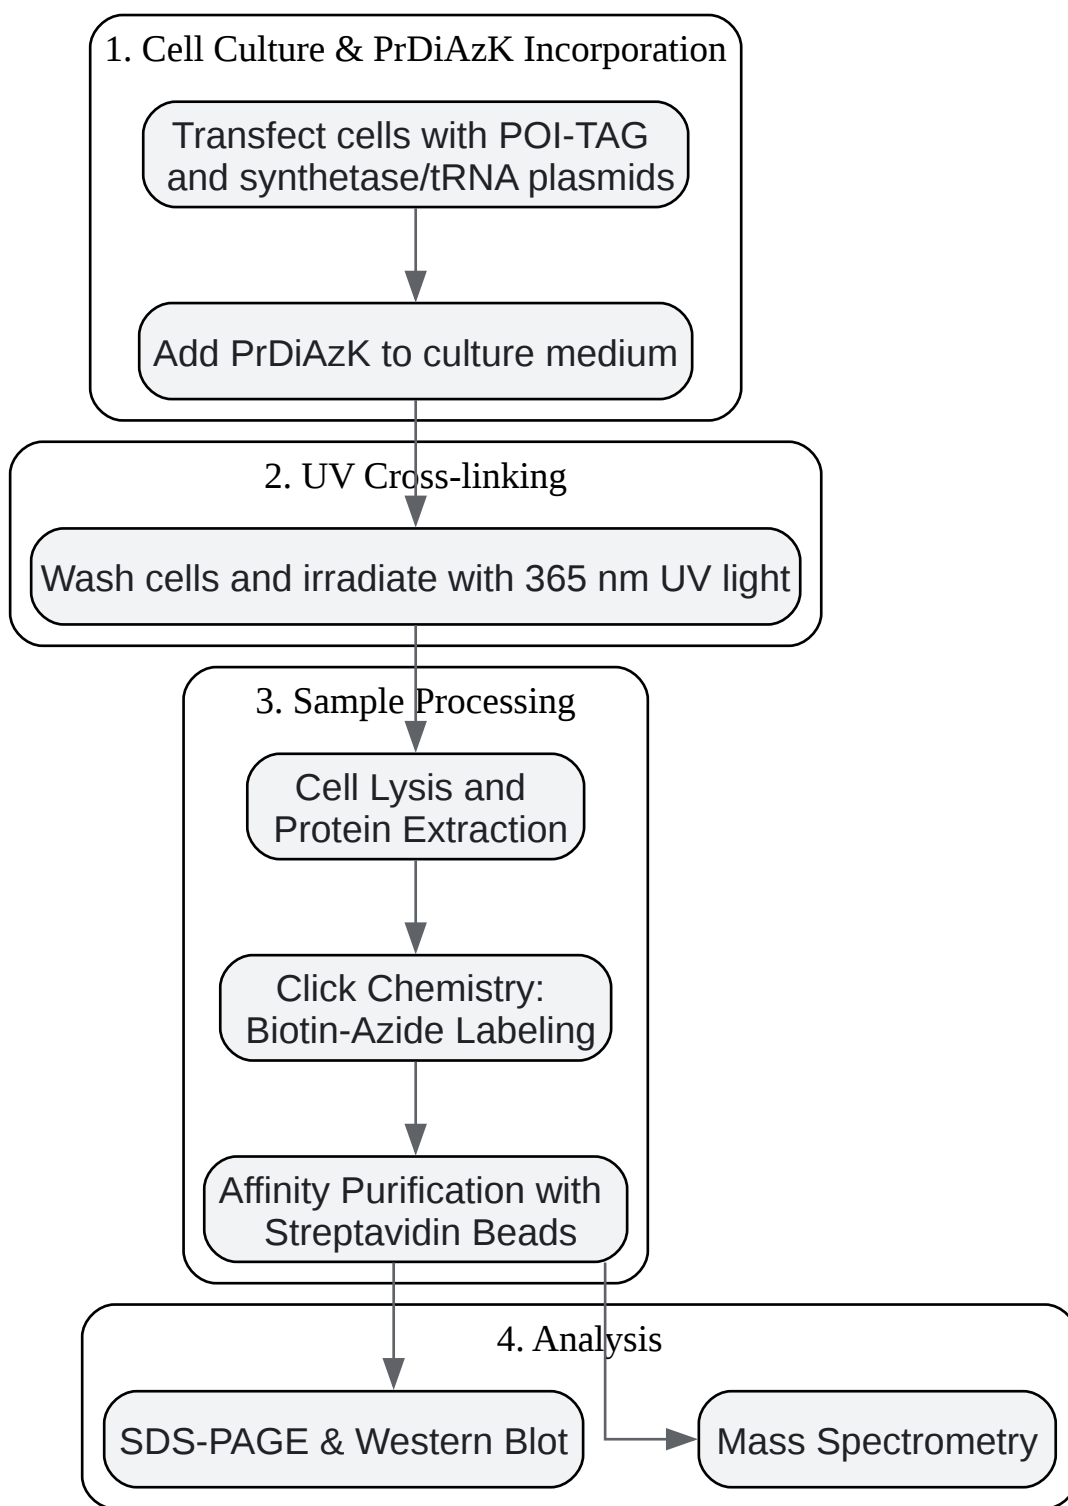 1. Cell Culture & PrDiAzK Incorporation
Transfect cells with POI-TAG
and synthetase/tRNA plasmids
Add PrDiAzK to culture medium
2. UV Cross-linking
Wash cells and irradiate with 365 nm UV light
3. Sample Processing
Cell Lysis and
Protein Extraction
Click Chemistry:
Biotin-Azide Labeling
Affinity Purification with
Streptavidin Beads
4. Analysis
SDS-PAGE & Western Blot
Mass Spectrometry